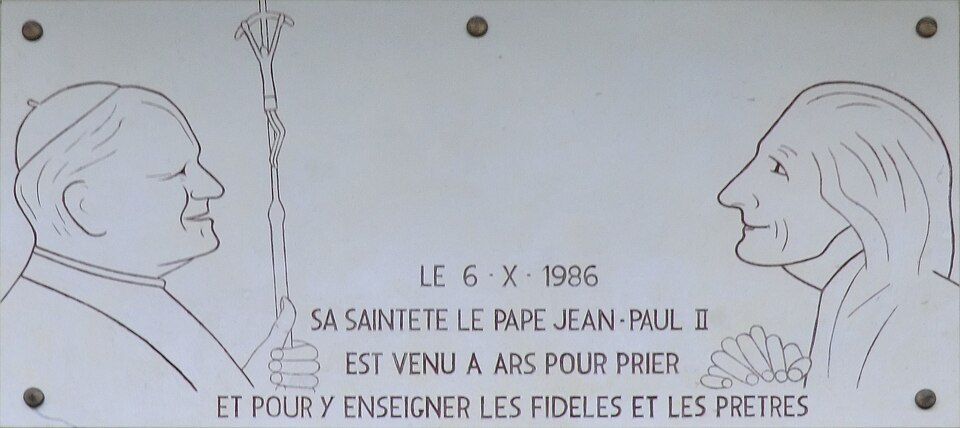 LE 6 - X - 1986
SA SAINTETE LE PAPE JEAN-PAUL II
EST VENU A ARS POUR PRIER
ET POUR Y ENSEIGNER LES FIDELES ET LES PRETRES